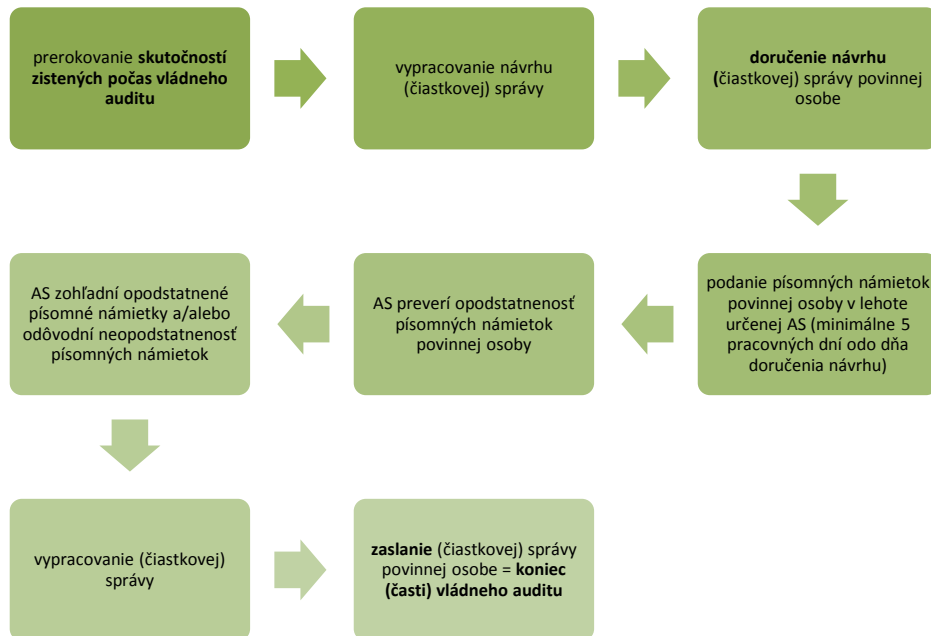 prerokovanie skutočností
zistených počas vládneho
auditu
vypracovanie návrhu
(čiastkovej) správy
doručenie návrhu
(čiastkovej) správy povinnej
osobe
podanie písomných námietok
povinnej osoby v lehote
určenej AS (minimálne 5
pracovných dní odo dňa
doručenia návrhu)
AS preverí opodstatnenosť
písomných námietok
povinnej osoby
AS zohľadní opodstatnené
písomné námietky a/alebo
odôvodní neopodstatnenosť
písomných námietok
vypracovanie (čiastkovej)
správy
zaslanie (čiastkovej) správy
povinnej osobe = koniec
(časti) vládneho auditu